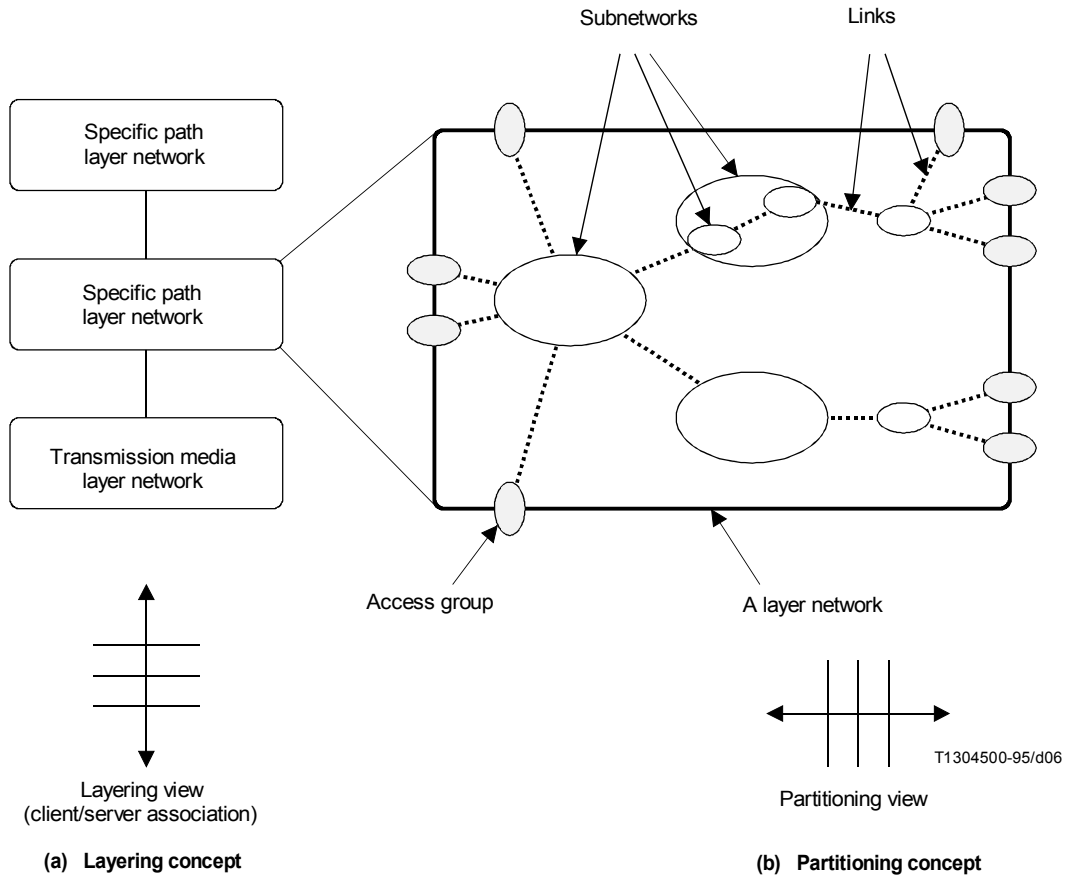 Subnetworks
Links
Specific path
layer network
Specific path
layer network
Transmission media
layer network
Access group
A layer network
T1304500-95/d06
Layering view
(client/server association)
Partitioning view
(a) Layering concept
(b) Partitioning concept